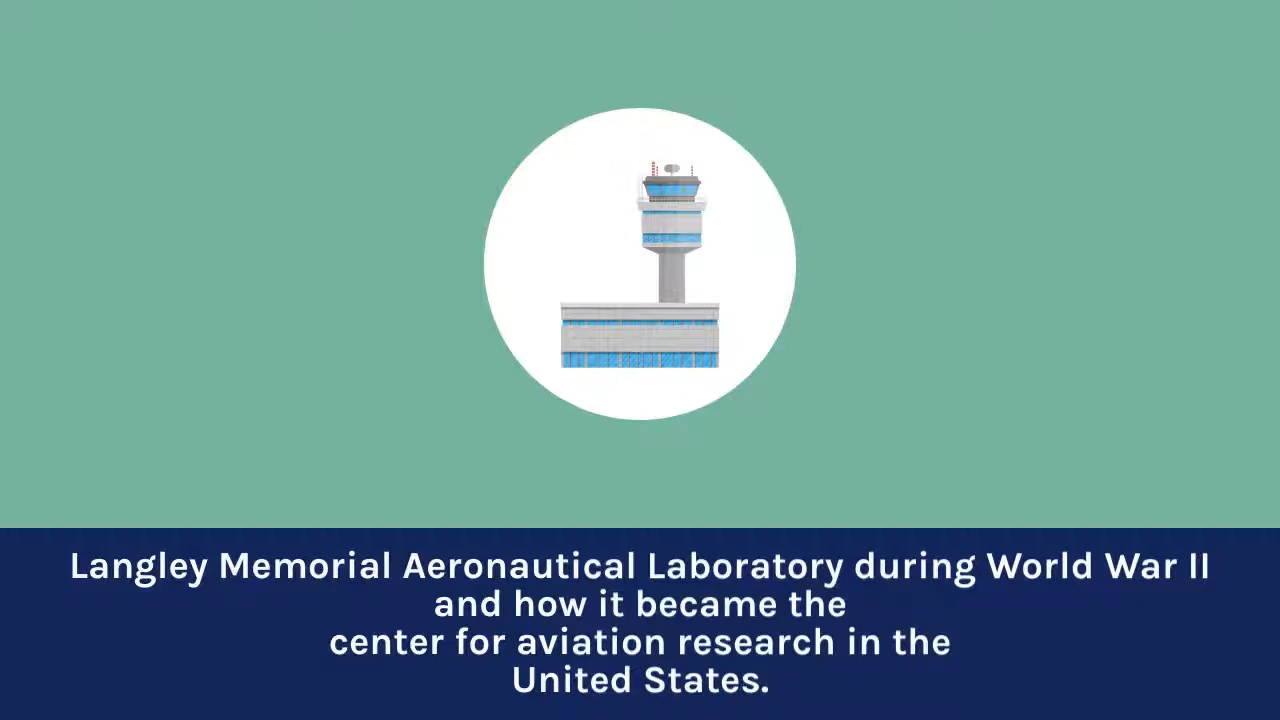 Langley Memorial Aeronautical Laboratory during World War II
and how it became the
center for aviation research in the
United States.